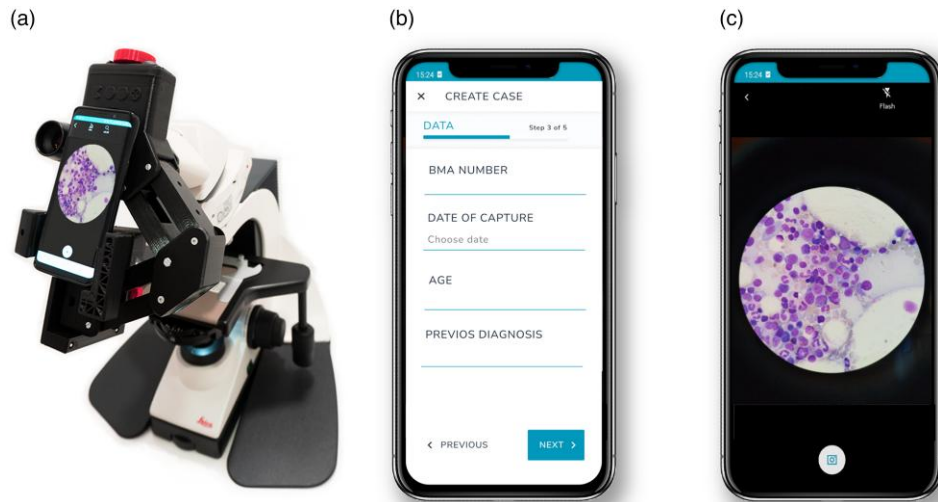 (a)
(b)
(c)
15:24
× CREATE CASE
DATA
Step 3 of 5
BMA NUMBER
DATE OF CAPTURE
Choose date
AGE
PREVIOS DIAGNOSIS
< PREVIOUS
NEXT >
15:24
Flash
Leica